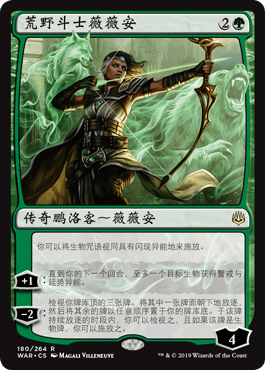 荒野斗士薇薇安 2
传奇鹏洛客～薇薇安
你可以将生物咒语视同具有闪现异能地来施放。
+1: 直到你的下一个回合，至多一个目标生物获得警戒与
延势异能。
-2: 检视你牌库顶的三张牌。将其中一张牌面朝下地放逐，
然后将其余的牌以任意顺序置于你的牌库底。于该牌
持续放逐的时段内，你可以检视之，且如果该牌是生
物牌，你可以施放之。
4
180/264 R
WAR • CS MAGALI VILLENEUVE
™ & © 2019 Wizards of the Coast